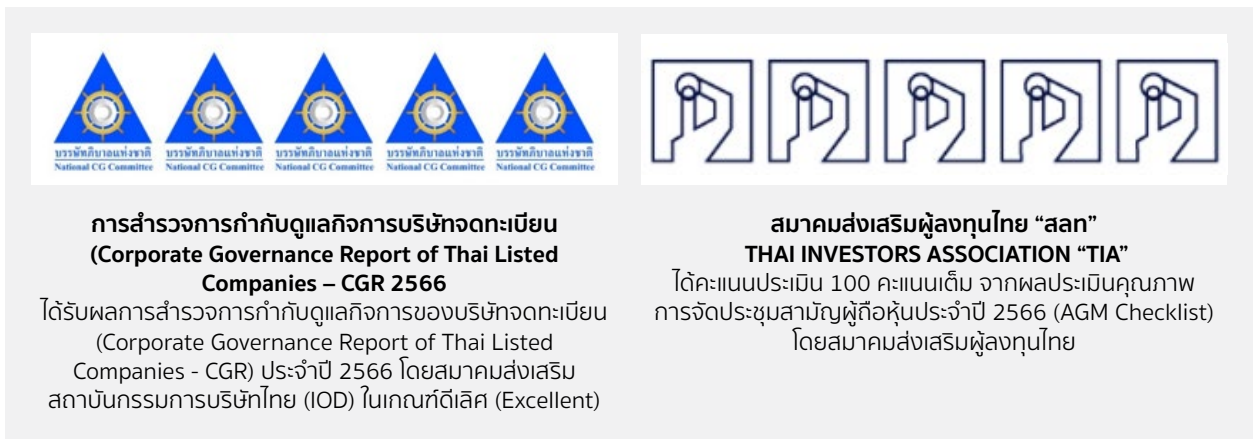 บรรษัทภิบาลแห่งชาติ
National CG Committee
บรรษัทภิบาลแห่งชาติ
National CG Committee
บรรษัทภิบาลแห่งชาติ
National CG Committee
บรรษัทภิบาลแห่งชาติ
National CG Committee
บรรษัทภิบาลแห่งชาติ
National CG Committee
การสำรวจการกำกับดูแลกิจการบริษัทจดทะเบียน
(Corporate Governance Report of Thai Listed
Companies – CGR 2566
ได้รับผลการสำรวจการกำกับดูแลกิจการของบริษัทจดทะเบียน
(Corporate Governance Report of Thai Listed
Companies - CGR) ประจำปี 2566 โดยสมาคมส่งเสริม
สถาบันกรรมการบริษัทไทย (IOD) ในเกณฑ์ดีเลิศ (Excellent)
สมาคมส่งเสริมผู้ลงทุนไทย “สลท”
THAI INVESTORS ASSOCIATION “TIA”
ได้คะแนนประเมิน 100 คะแนนเต็ม จากผลประเมินคุณภาพ
การจัดประชุมสามัญผู้ถือหุ้นประจำปี 2566 (AGM Checklist)
โดยสมาคมส่งเสริมผู้ลงทุนไทย